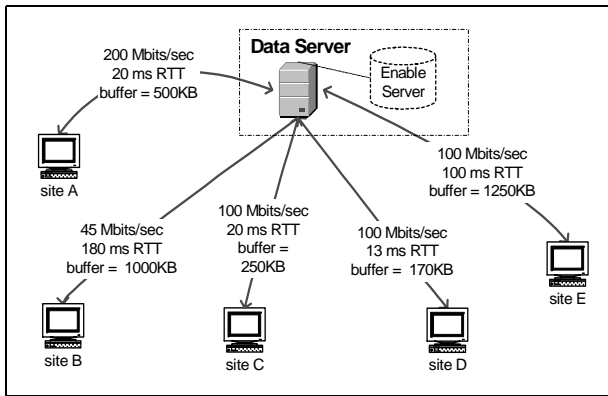 Data Server
Enable
Server
200 Mbits/sec
20 ms RTT
buffer = 500KB
site A
45 Mbits/sec
180 ms RTT
buffer = 1000KB
site B
100 Mbits/sec
20 ms RTT
buffer =
250KB
site C
100 Mbits/sec
13 ms RTT
buffer = 170KB
site D
100 Mbits/sec
100 ms RTT
buffer = 1250KB
site E